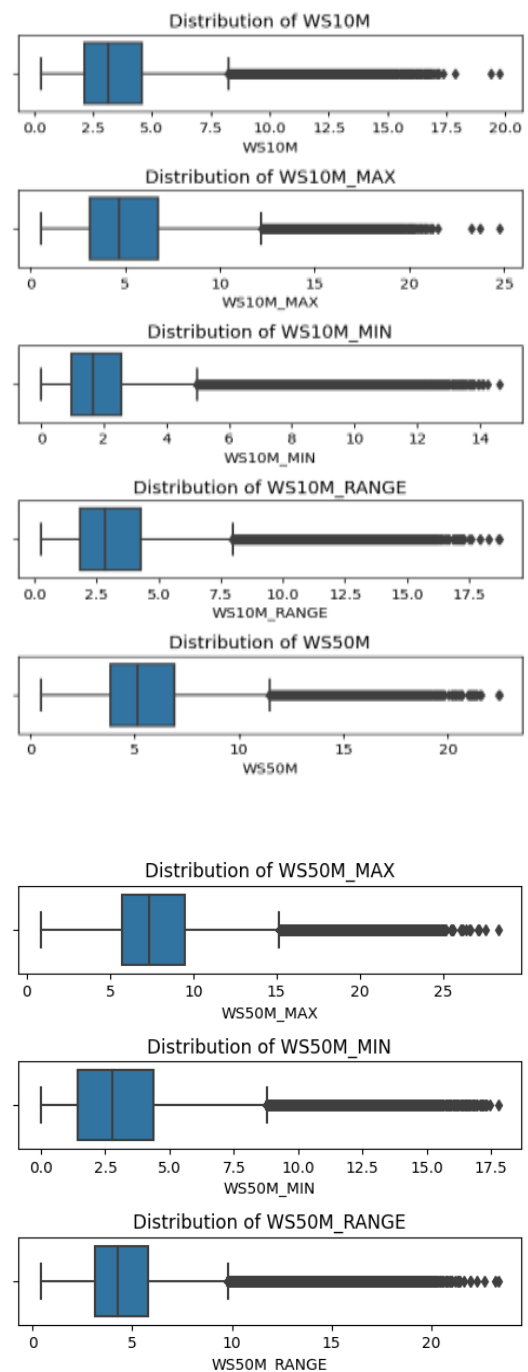 Distribution of WS10M
0.0 2.5 5.0 7.5 10.0 12.5 15.0 17.5 20.0
WS10M
Distribution of WS10M_MAX
0 5 10 15 20 25
WS10M_MAX
Distribution of WS10M_MIN
0 2 4 6 8 10 12 14
WS10M_MIN
Distribution of WS10M_RANGE
0.0 2.5 5.0 7.5 10.0 12.5 15.0 17.5
WS10M_RANGE
Distribution of WS50M
0 5 10 15 20
WS50M
Distribution of WS50M_MAX
0 5 10 15 20 25
WS50M_MAX
Distribution of WS50M_MIN
0.0 2.5 5.0 7.5 10.0 12.5 15.0 17.5
WS50M_MIN
Distribution of WS50M_RANGE
0 5 10 15 20
WS50M_RANGE